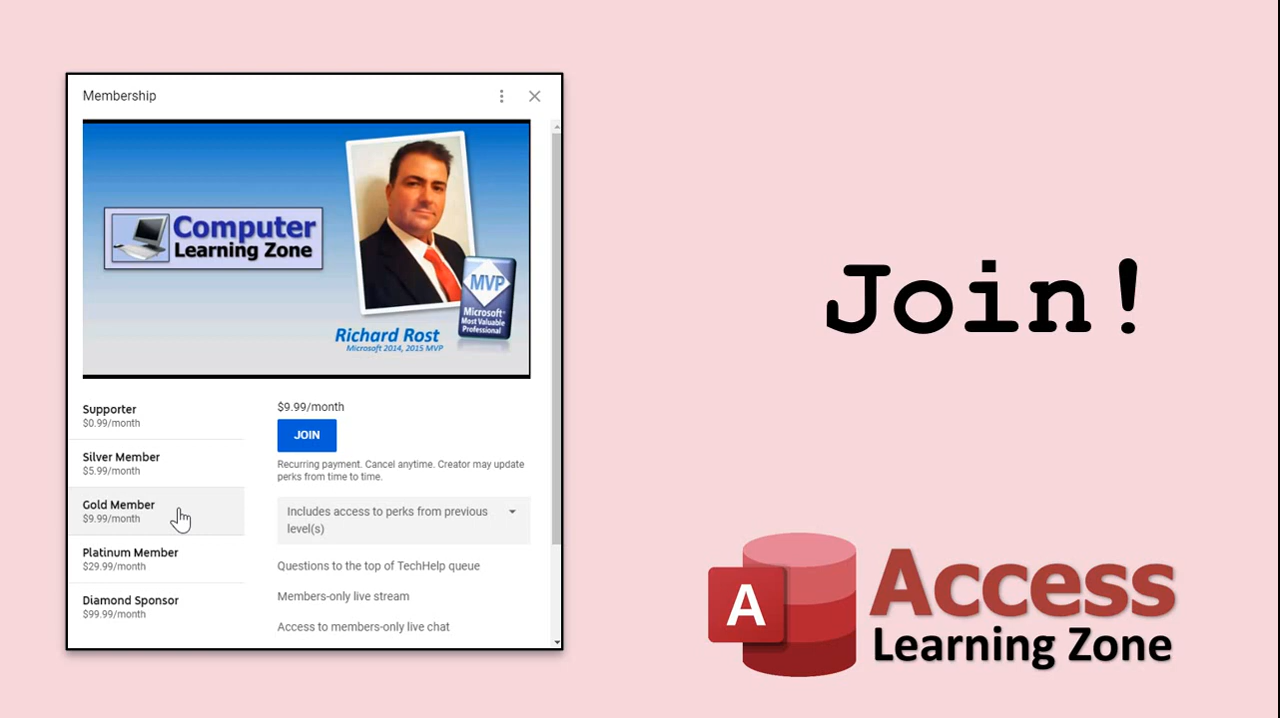 Membership
Computer
Learning Zone
MVP
Microsoft®
Most Valuable
Professional
Richard Rost
Microsoft 2014, 2015 MVP
Supporter
$0.99/month
Silver Member
$5.99/month
Gold Member
$9.99/month
Platinum Member
$29.99/month
Diamond Sponsor
$99.99/month
$9.99/month
JOIN
Recurring payment. Cancel anytime. Creator may update
perks from time to time.
Includes access to perks from previous
level(s)
Questions to the top of TechHelp queue
Members-only live stream
Access to members-only live chat
Join!
A
Access
Learning Zone